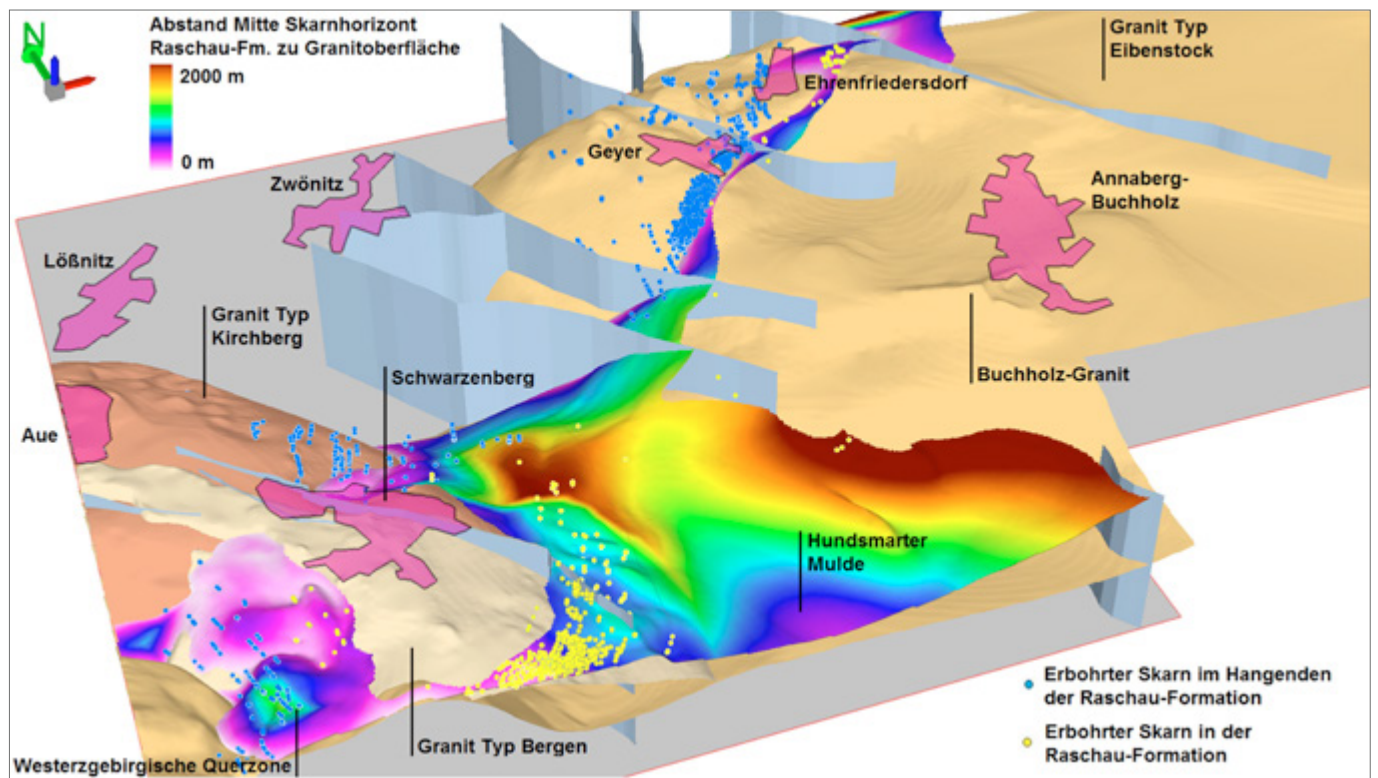 N
Abstand Mitte Skarnhorizont
Raschau-Fm. zu Granitoberfläche
2000 m
0 m
Granit Typ
Eibenstock
Ehrenfriedersdorf
Geyer
Zwönitz
Annaberg-
Buchholz
Lößnitz
Granit Typ
Kirchberg
Schwarzenberg
Buchholz-Granit
Aue
Hundsmarter
Mulde
Erbohrter Skarn im Hangenden
der Raschau-Formation
Erbohrter Skarn in der
Raschau-Formation
Granit Typ Bergen
Westerzgebirgische Querzone